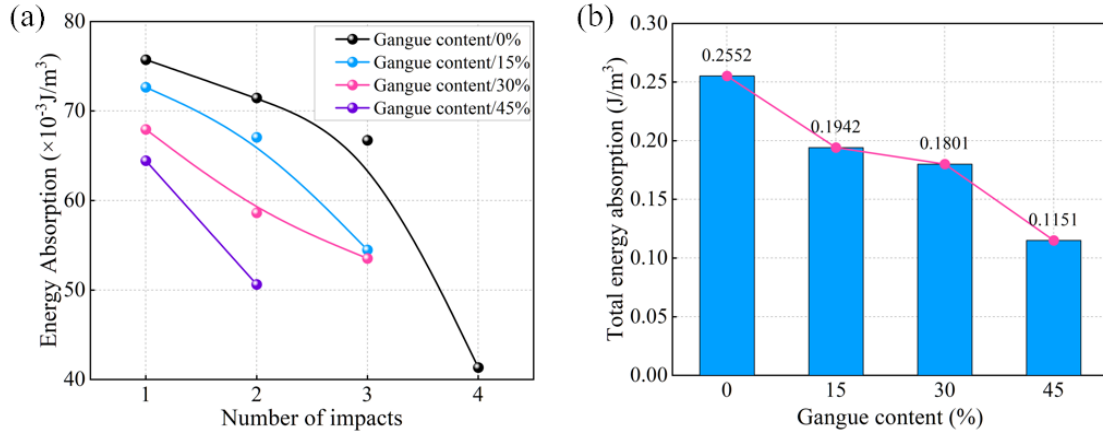 (a)
80
70
60
50
40
Energy Absorption (×10⁻³J/m³)
Gangue content/0%
Gangue content/15%
Gangue content/30%
Gangue content/45%
1 2 3 4
Number of impacts
(b)
0.30
0.25
0.20
0.15
0.10
0.05
0.00
Total energy absorption (J/m³)
0.2552
0.1942
0.1801
0.1151
0 15 30 45
Gangue content (%)